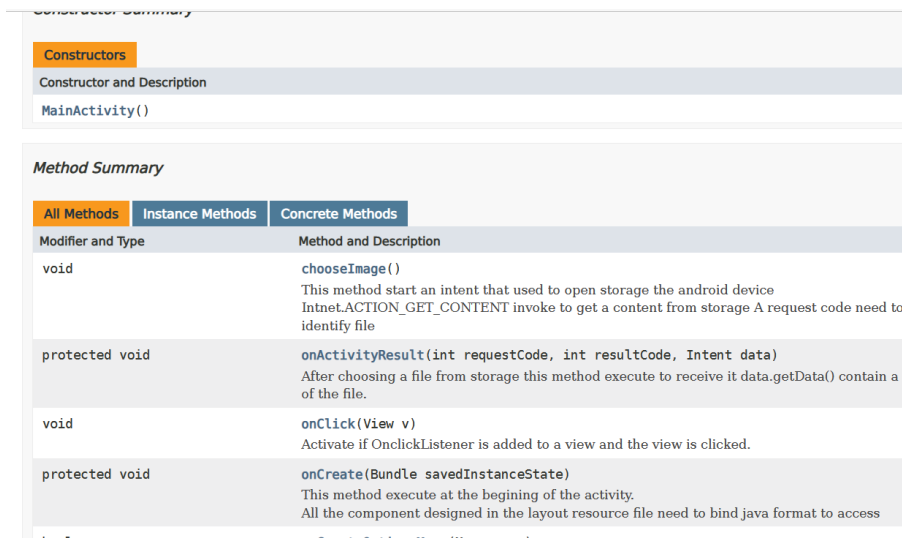 Constructor Summary
Constructors
Constructor and Description
MainActivity()
Method Summary
All Methods Instance Methods Concrete Methods
Modifier and Type Method and Description
void chooseImage()
This method start an intent that used to open storage the android device
Intnet.ACTION_GET_CONTENT invoke to get a content from storage A request code need to
identify file
protected void onActivityResult(int requestCode, int resultCode, Intent data)
After choosing a file from storage this method execute to receive it data.getData() contain a
of the file.
void onClick(View v)
Activate if OnclickListener is added to a view and the view is clicked.
protected void onCreate(Bundle savedInstanceState)
This method execute at the begining of the activity.
All the component designed in the layout resource file need to bind java format to access